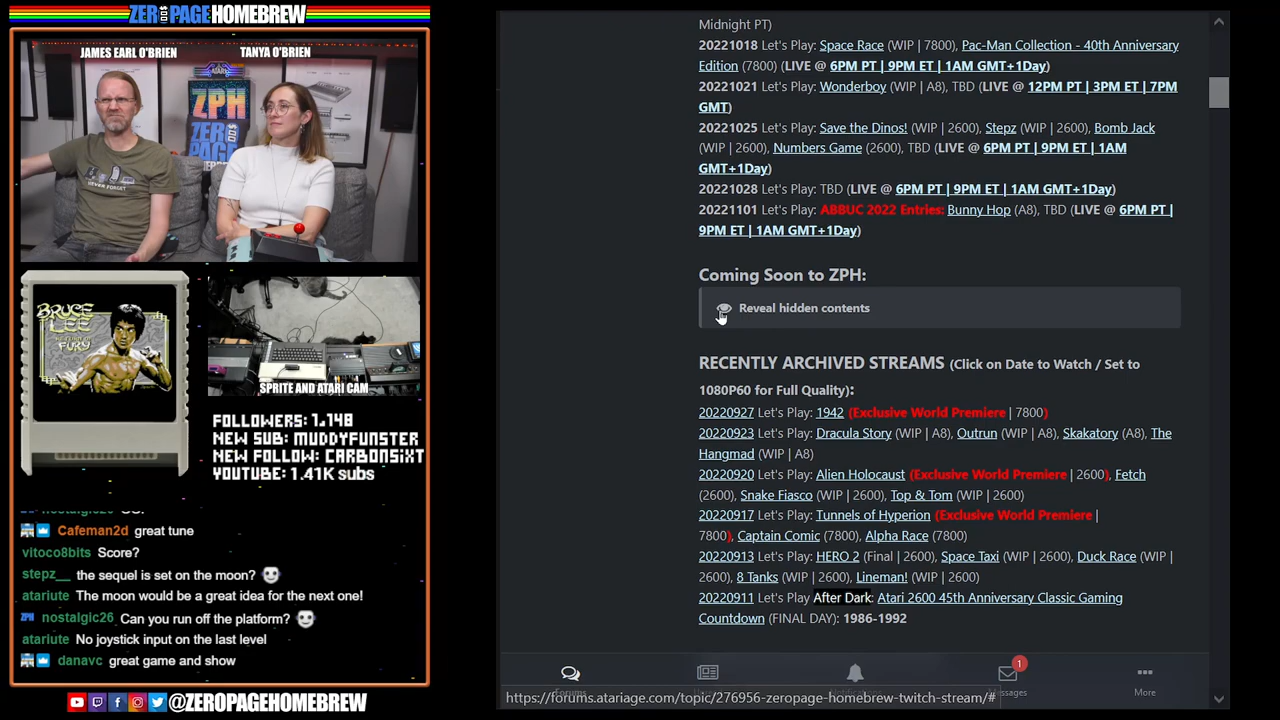 ZEROPAGEHOMEBREW
JAMES EARL O'BRIEN
TANYA O'BRIEN
ATARI
ZPH
ZERO
PAGE
NEVER FORGET
BRUCE
LEE
FURY
SPRITE AND ATARI CAM
FOLLOWERS: 1,148
NEW SUB: MUDDYFUNSTER
NEW FOLLOW: CARBONSIXT
YOUTUBE: 1.41K subs
nostalgic26 GG!
Cafeman2d great tune
vitoco8bits Score?
stepz__ the sequel is set on the moon?
atariute The moon would be a great idea for the next one!
ZPH nostalgic26 Can you run off the platform?
atariute No joystick input on the last level
danavc great game and show
@ZEROPAGEHOMEBREW
Midnight PT)
20221018 Let's Play: Space Race (WIP | 7800), Pac-Man Collection - 40th Anniversary
Edition (7800) (LIVE @ 6PM PT | 9PM ET | 1AM GMT+1Day)
20221021 Let's Play: Wonderboy (WIP | A8), TBD (LIVE @ 12PM PT | 3PM ET | 7PM
GMT)
20221025 Let's Play: Save the Dinos! (WIP | 2600), Stepz (WIP | 2600), Bomb Jack
(WIP | 2600), Numbers Game (2600), TBD (LIVE @ 6PM PT | 9PM ET | 1AM
GMT+1Day)
20221028 Let's Play: TBD (LIVE @ 6PM PT | 9PM ET | 1AM GMT+1Day)
20221101 Let's Play: ABBUC 2022 Entries: Bunny Hop (A8), TBD (LIVE @ 6PM PT |
9PM ET | 1AM GMT+1Day)
Coming Soon to ZPH:
Reveal hidden contents
RECENTLY ARCHIVED STREAMS (Click on Date to Watch / Set to
1080P60 for Full Quality):
20220927 Let's Play: 1942 (Exclusive World Premiere | 7800)
20220923 Let's Play: Dracula Story (WIP | A8), Outrun (WIP | A8), Skakatory (A8), The
Hangmad (WIP | A8)
20220920 Let's Play: Alien Holocaust (Exclusive World Premiere | 2600), Fetch
(2600), Snake Fiasco (WIP | 2600), Top & Tom (WIP | 2600)
20220917 Let's Play: Tunnels of Hyperion (Exclusive World Premiere |
7800), Captain Comic (7800), Alpha Race (7800)
20220913 Let's Play: HERO 2 (Final | 2600), Space Taxi (WIP | 2600), Duck Race (WIP |
2600), 8 Tanks (WIP | 2600), Lineman! (WIP | 2600)
20220911 Let's Play After Dark: Atari 2600 45th Anniversary Classic Gaming
Countdown (FINAL DAY): 1986-1992
1
More
https://forums.atariage.com/topic/276956-zeropage-homebrew-twitch-stream/#